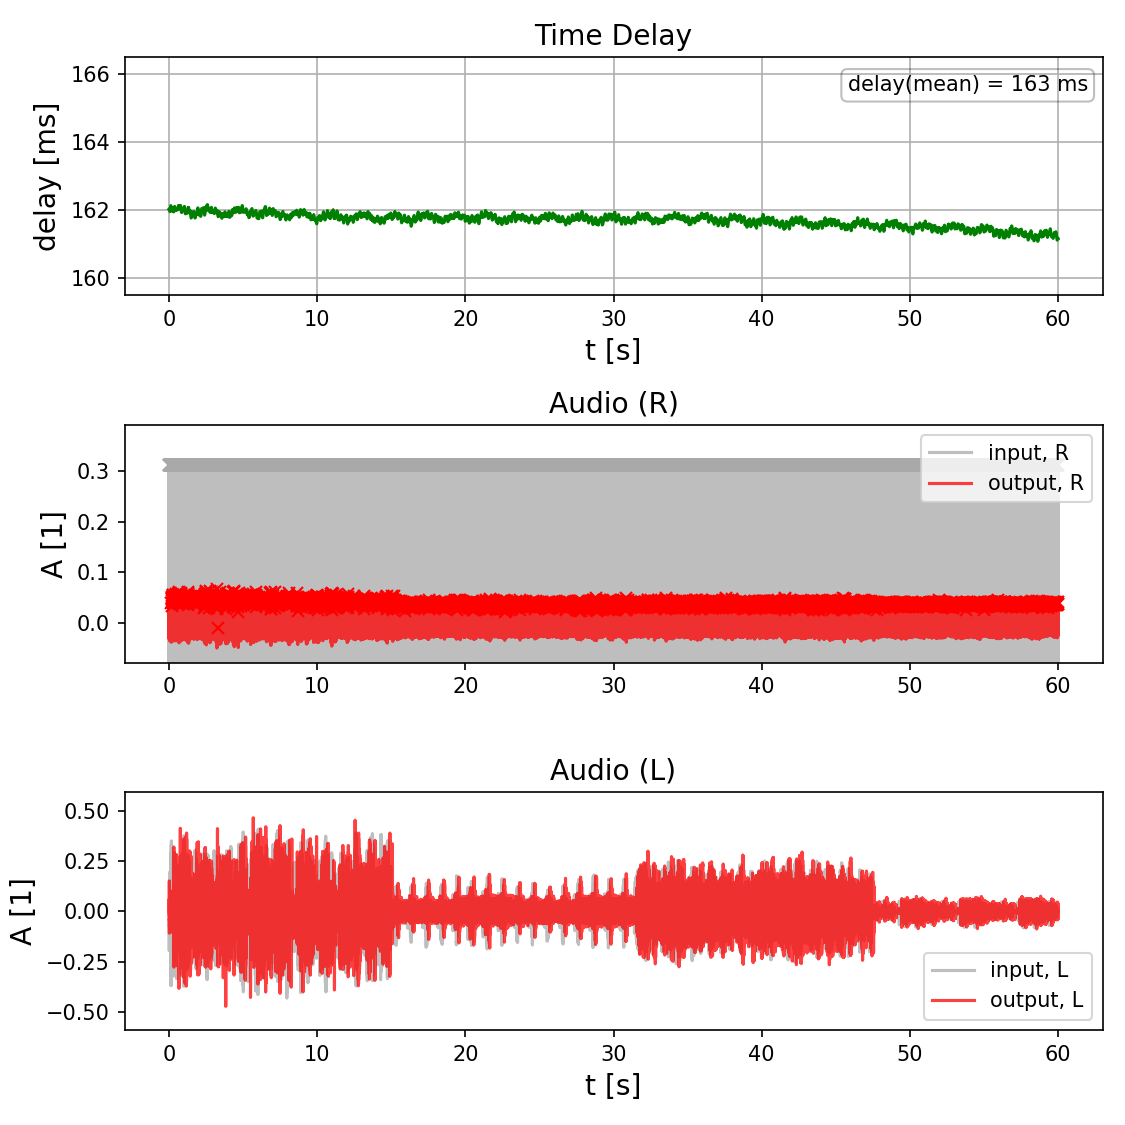 Time Delay
delay [ms]
166
164
162
160
delay(mean) = 163 ms
0 10 20 30 40 50 60
t [s]
Audio (R)
A [1]
0.3
0.2
0.1
0.0
input, R
output, R
0 10 20 30 40 50 60
Audio (L)
A [1]
0.50
0.25
0.00
−0.25
−0.50
input, L
output, L
0 10 20 30 40 50 60
t [s]